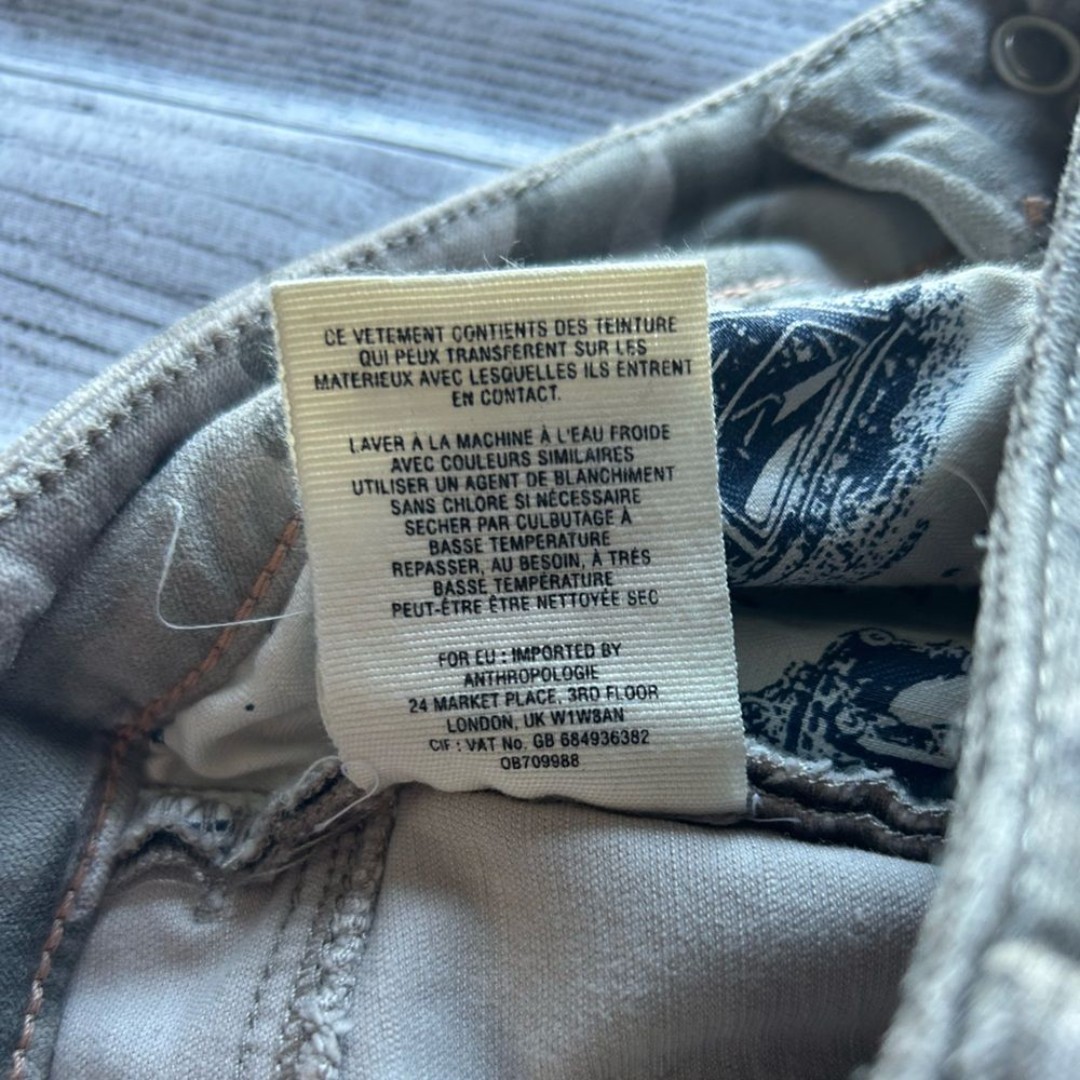 CE VETEMENT CONTIENTS DES TEINTURE
QUI PEUX TRANSFERENT SUR LES
MATERIEUX AVEC LESQUELLES ILS ENTRENT
EN CONTACT.
LAVER À LA MACHINE À L'EAU FROIDE
AVEC COULEURS SIMILAIRES
UTILISER UN AGENT DE BLANCHIMENT
SANS CHLORE SI NÉCESSAIRE
SECHER PAR CULBUTAGE À
BASSE TEMPERATURE
REPASSER, AU BESOIN, À TRÉS
BASSE TEMPÉRATURE
PEUT-ÊTRE ÊTRE NETTOYÉE SEC
FOR EU : IMPORTED BY
ANTHROPOLOGIE
24 MARKET PLACE, 3RD FLOOR
LONDON, UK W1W8AN
CIF : VAT No. GB 684936382
OB709988